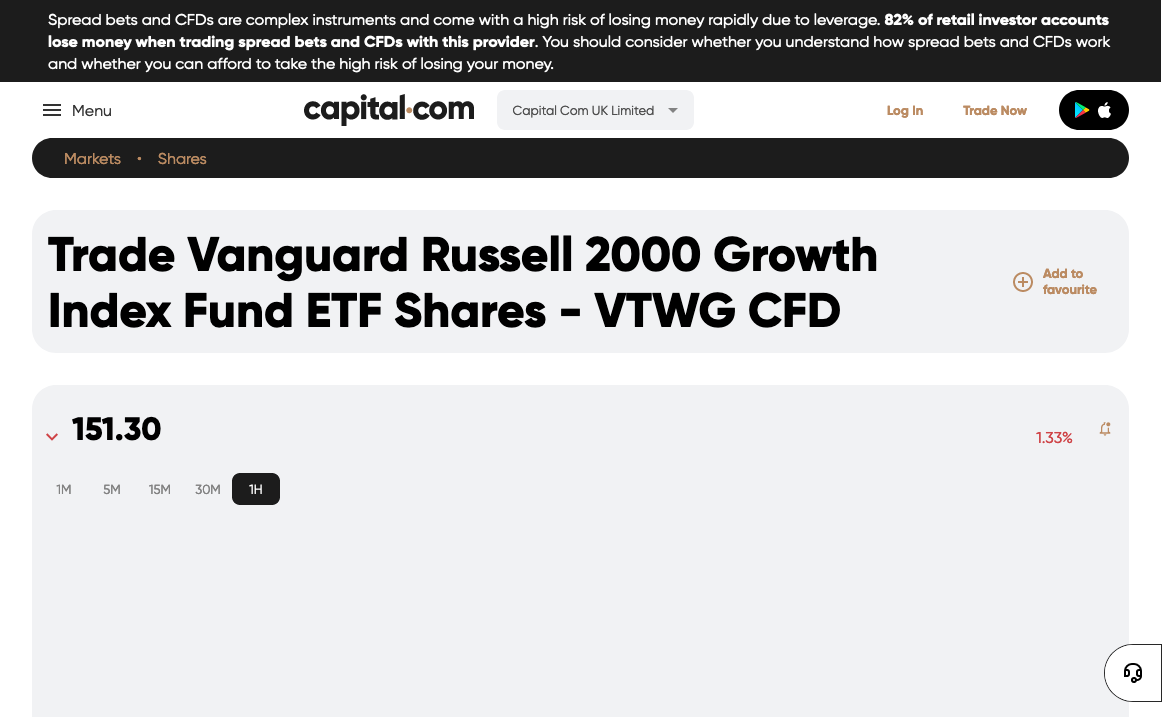 Spread bets and CFDs are complex instruments and come with a high risk of losing money rapidly due to leverage. 82% of retail investor accounts
lose money when trading spread bets and CFDs with this provider. You should consider whether you understand how spread bets and CFDs work
and whether you can afford to take the high risk of losing your money.
Menu
capital.com
Capital Com UK Limited
Log In
Trade Now
Markets · Shares
Trade Vanguard Russell 2000 Growth
Index Fund ETF Shares - VTWG CFD
Add to
favourite
151.30
1.33%
1M 5M 15M 30M 1H